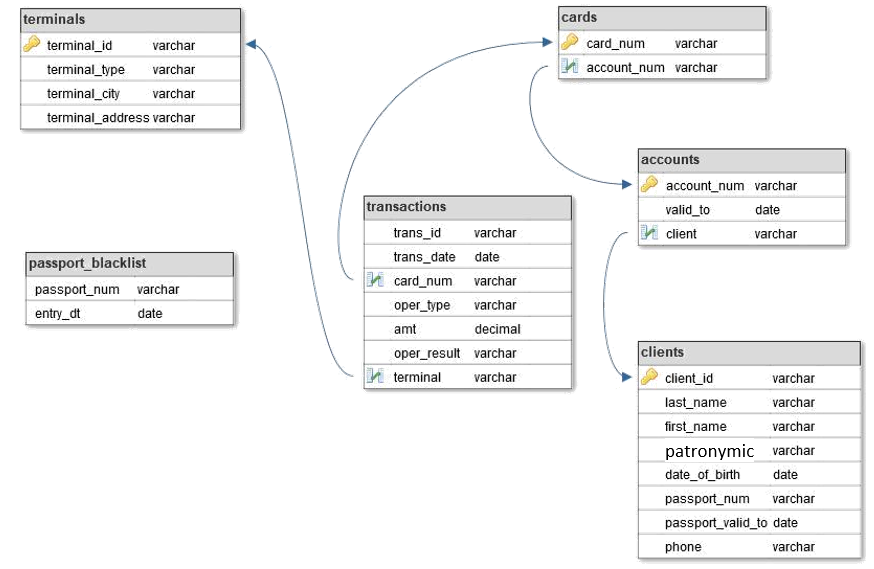 terminals
terminal_id varchar
terminal_type varchar
terminal_city varchar
terminal_address varchar
cards
card_num varchar
account_num varchar
accounts
account_num varchar
valid_to date
client varchar
transactions
trans_id varchar
trans_date date
card_num varchar
oper_type varchar
amt decimal
oper_result varchar
terminal varchar
passport_blacklist
passport_num varchar
entry_dt date
clients
client_id varchar
last_name varchar
first_name varchar
patronymic varchar
date_of_birth date
passport_num varchar
passport_valid_to date
phone varchar